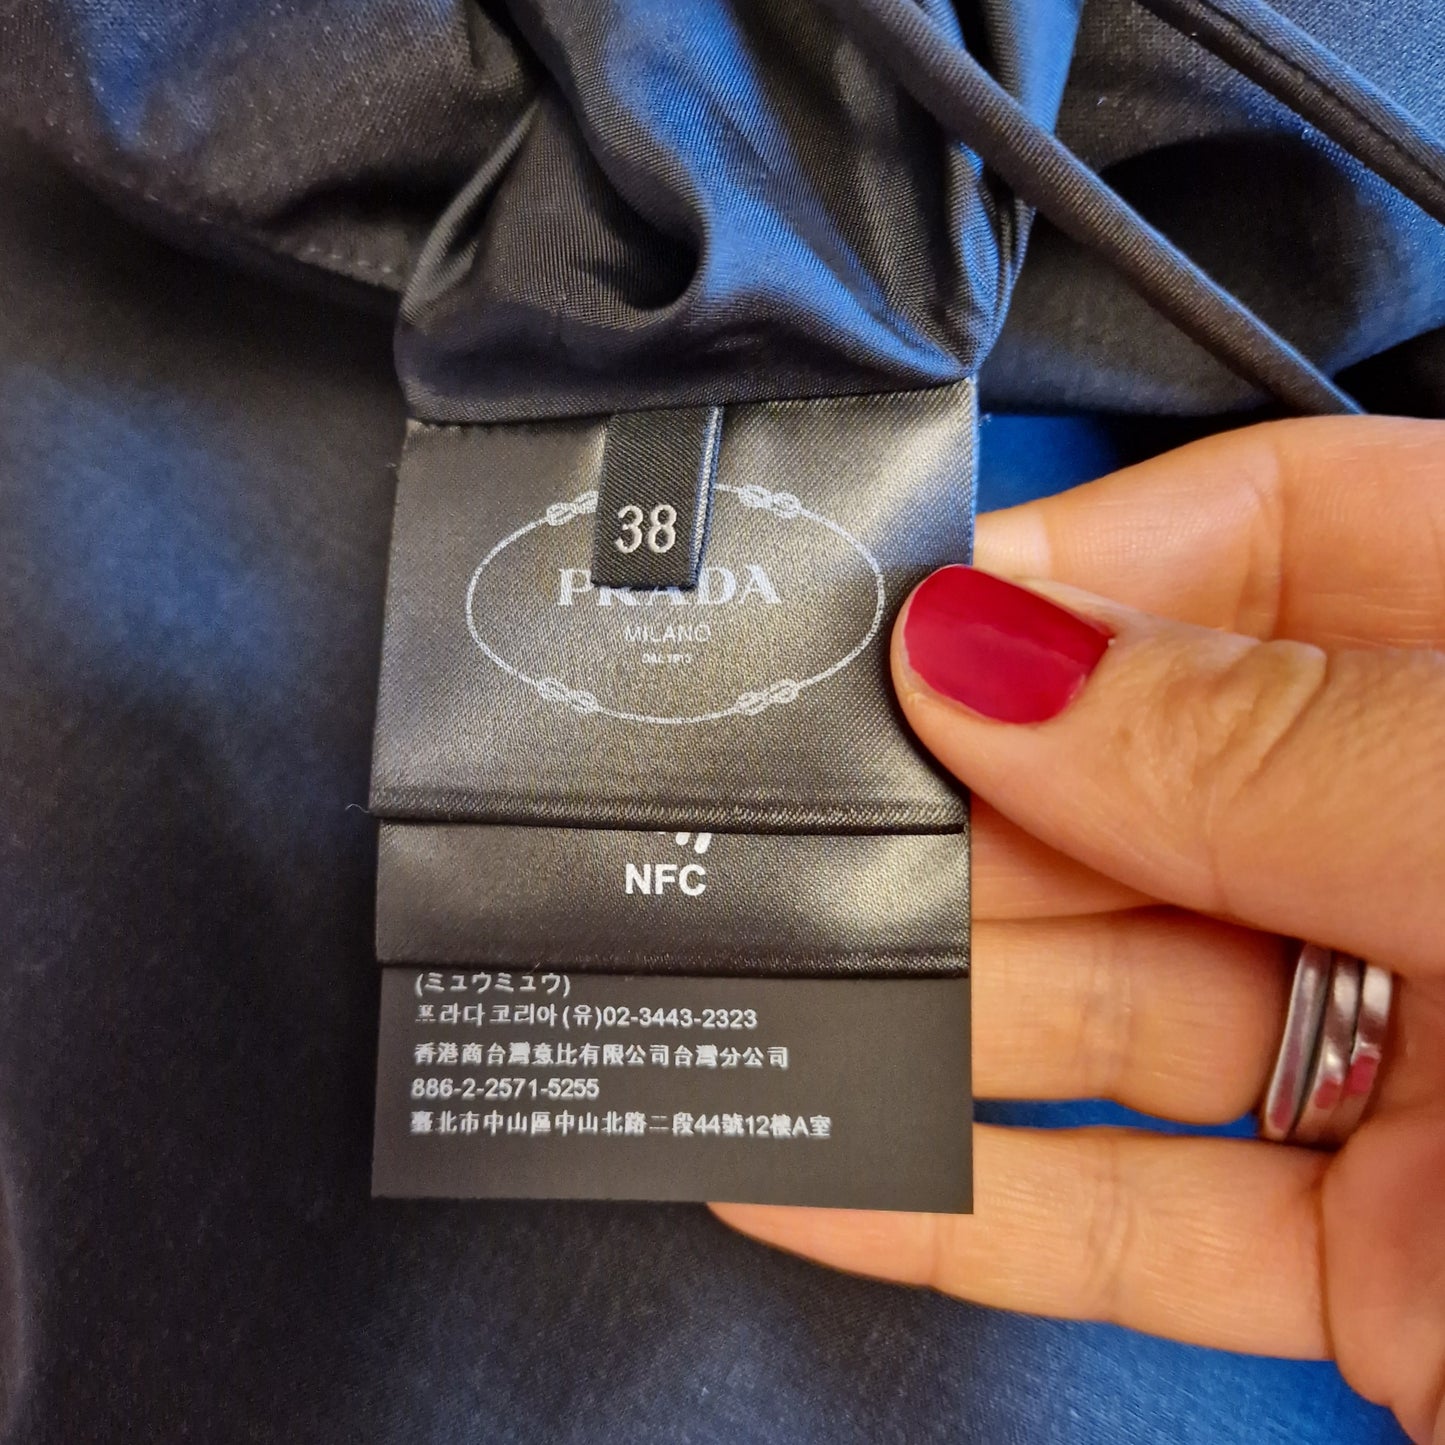 38
PRADA
MILANO
DAL 1913
NFC
(ミュウミュウ)
프라다코리아(유)02-3443-2323
香港商台灣意比有限公司台灣分公司
886-2-2571-5255
臺北市中山區中山北路二段44號12樓A室